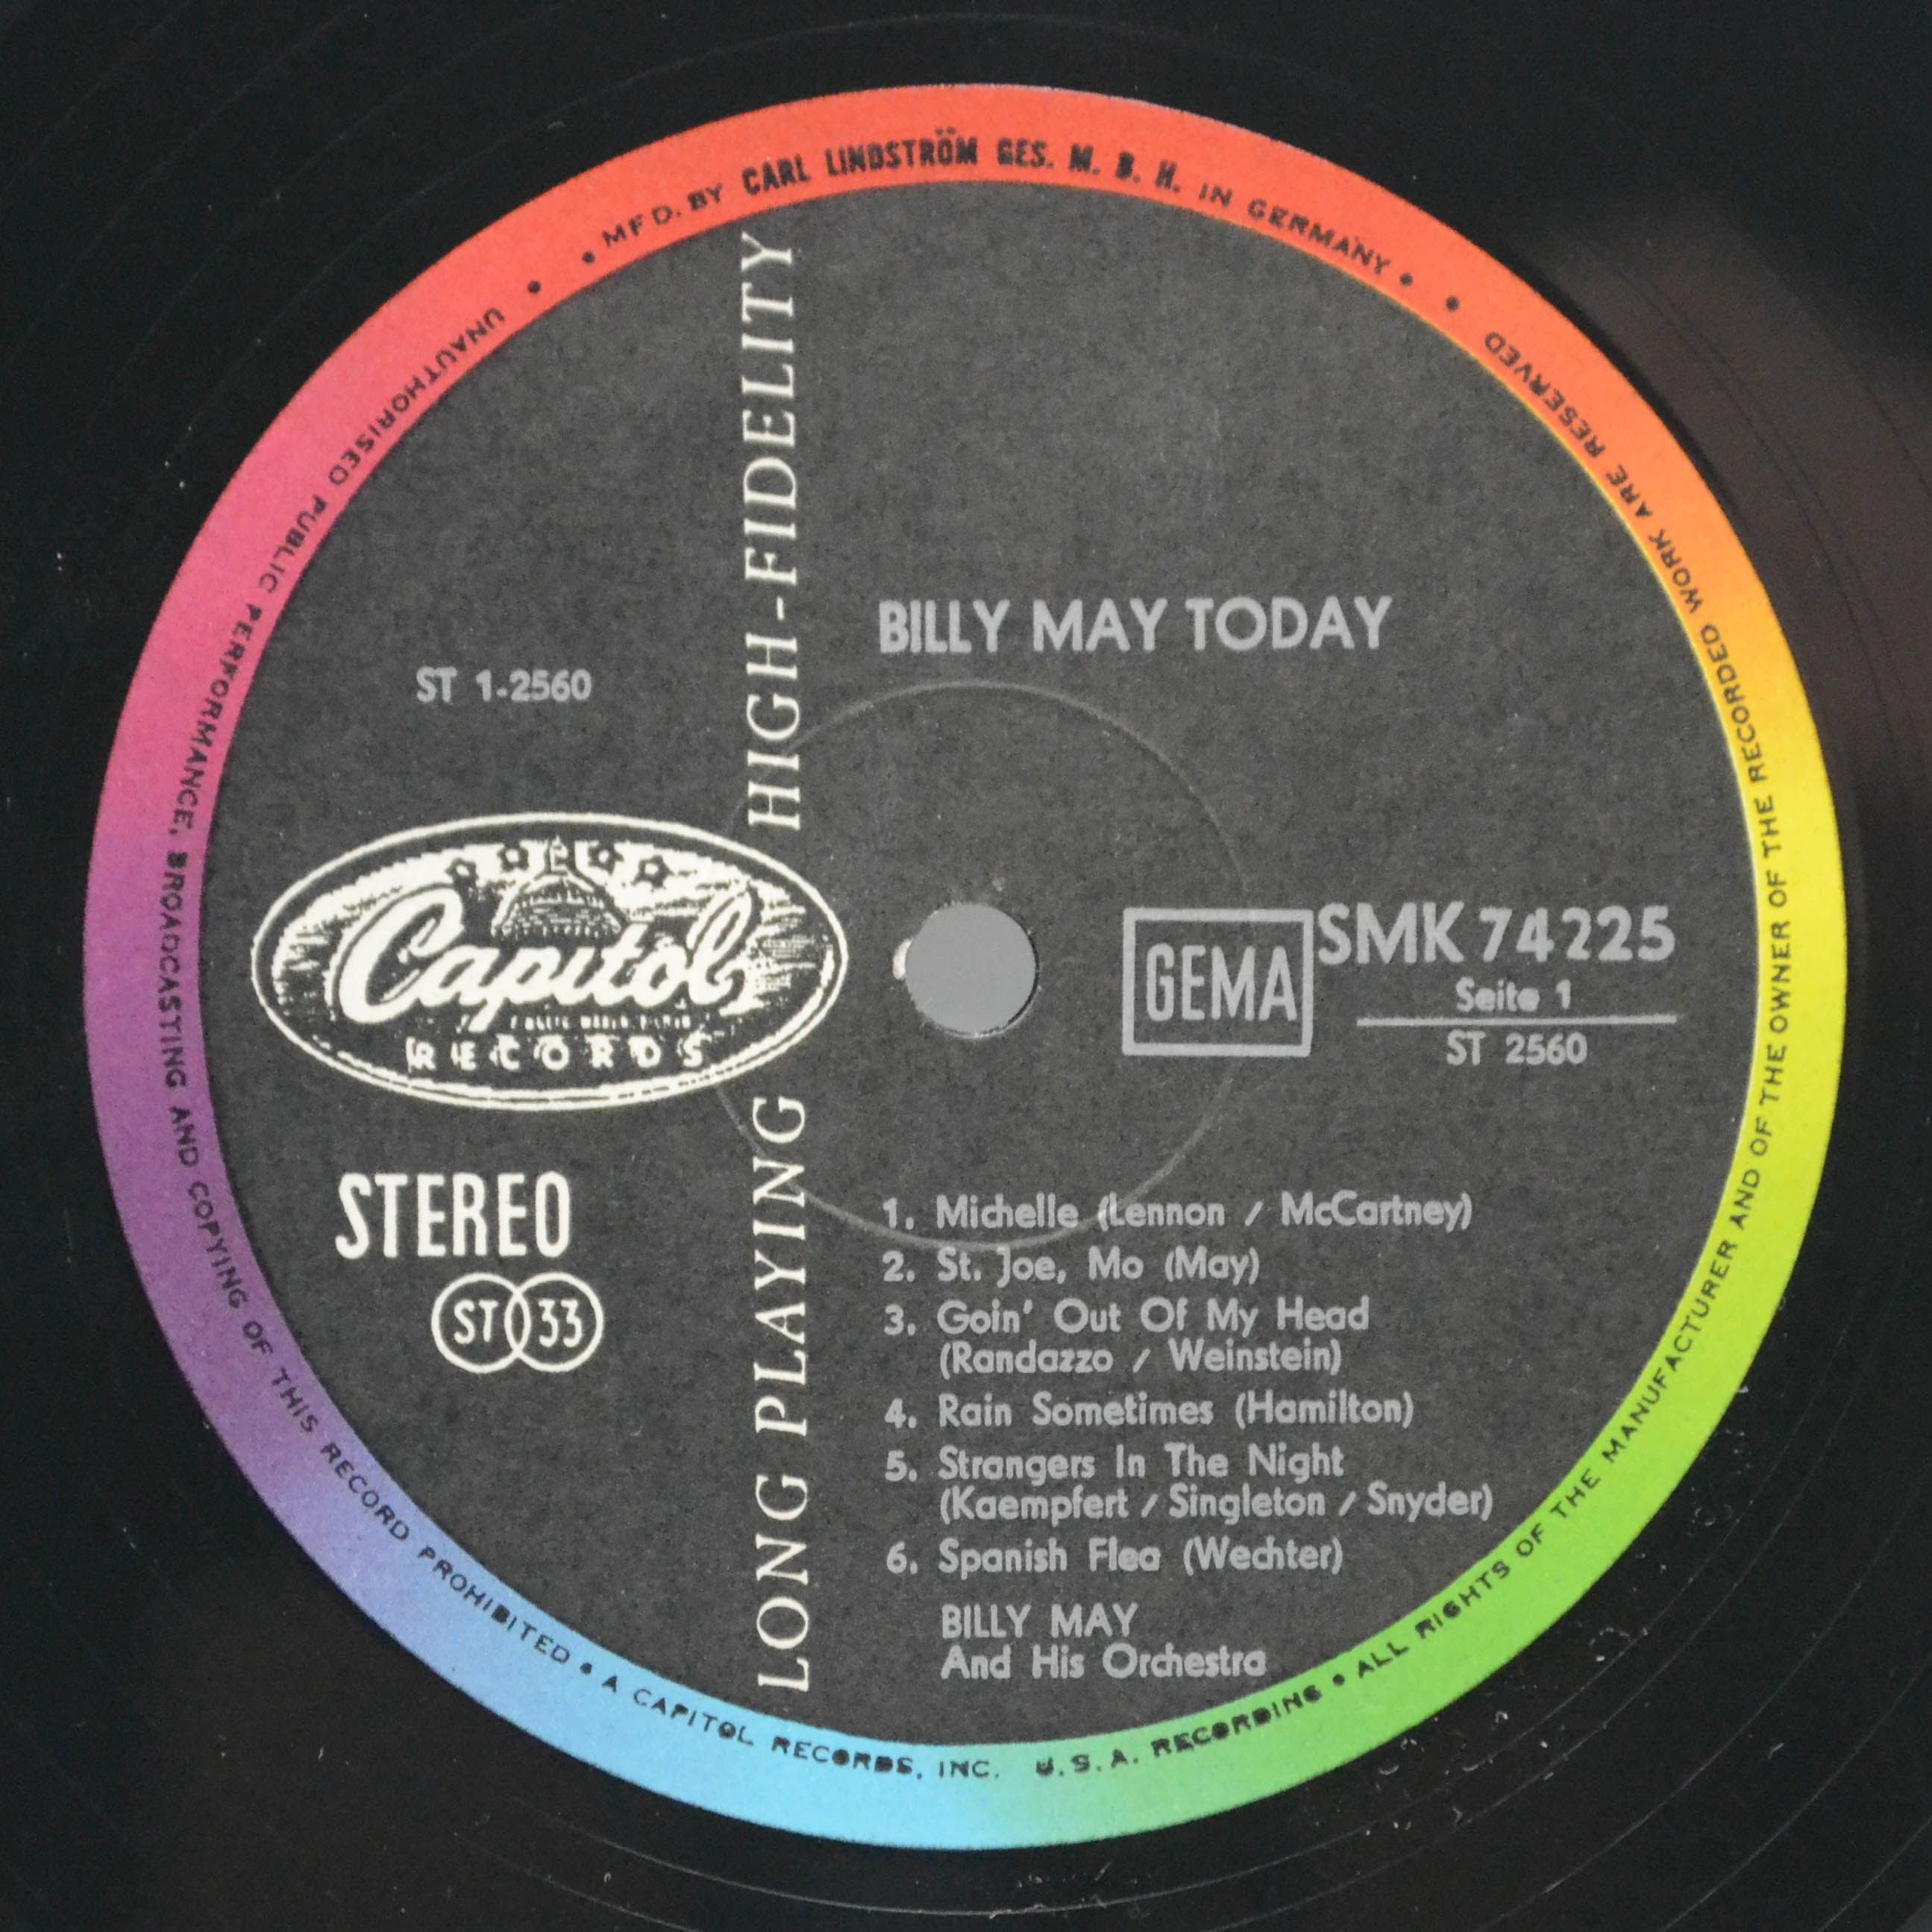 • MFD. BY CARL LINDSTRÖM GES. M. B. H. IN GERMANY •
• ALL RIGHTS OF THE MANUFACTURER AND OF THE OWNER OF THE RECORDED WORK ARE RESERVED •
UNAUTHORISED PUBLIC PERFORMANCE, BROADCASTING AND COPYING OF THIS RECORD PROHIBITED • A CAPITOL RECORDS, INC. U.S.A. RECORDING
LONG PLAYING HIGH-FIDELITY
BILLY MAY TODAY
ST 1-2560
Capitol
RECORDS
GEMA
SMK 74225
Seite 1
ST 2560
STEREO
ST 33
1. Michelle (Lennon / McCartney)
2. St. Joe, Mo (May)
3. Goin' Out Of My Head
(Randazzo / Weinstein)
4. Rain Sometimes (Hamilton)
5. Strangers In The Night
(Kaempfert / Singleton / Snyder)
6. Spanish Flea (Wechter)
BILLY MAY
And His Orchestra